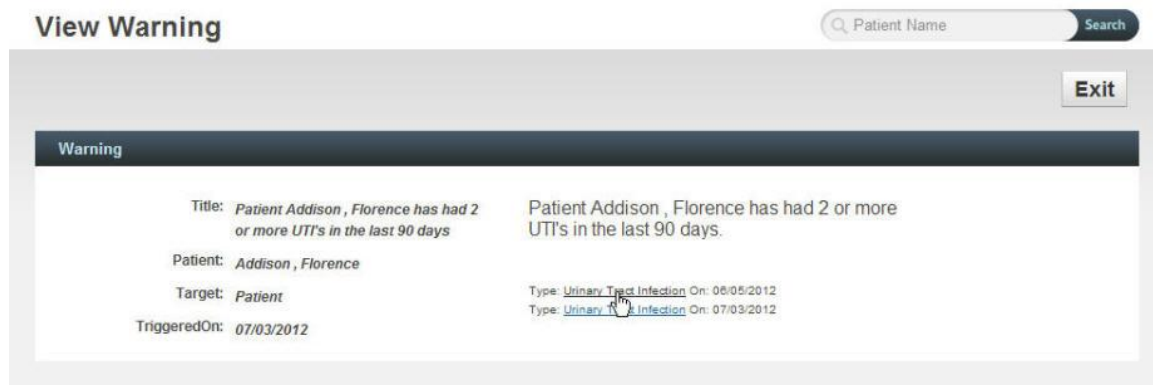 View Warning
Patient Name
Search
Exit
Warning
Title: Patient Addison , Florence has had 2
or more UTI's in the last 90 days
Patient: Addison , Florence
Target: Patient
TriggeredOn: 07/03/2012
Patient Addison , Florence has had 2 or more
UTI's in the last 90 days.
Type: Urinary Tract Infection On: 06/05/2012
Type: Urinary Tract Infection On: 07/03/2012